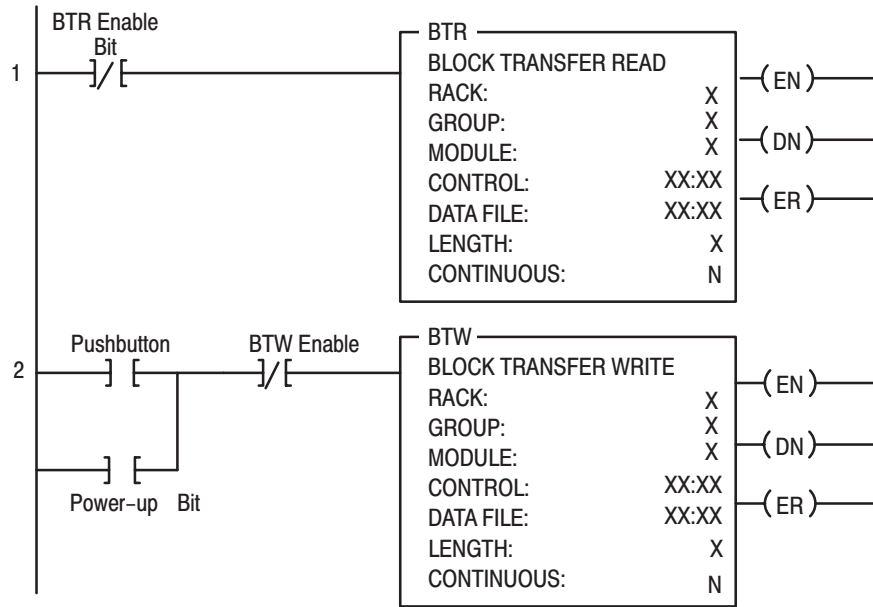 BTR Enable
Bit
1
BTR
BLOCK TRANSFER READ
RACK: X
GROUP: X
MODULE: X
CONTROL: XX:XX
DATA FILE: XX:XX
LENGTH: X
CONTINUOUS: N
EN
DN
ER
2
Pushbutton
BTW Enable
Power-up Bit
BTW
BLOCK TRANSFER WRITE
RACK: X
GROUP: X
MODULE: X
CONTROL: XX:XX
DATA FILE: XX:XX
LENGTH: X
CONTINUOUS: N
EN
DN
ER